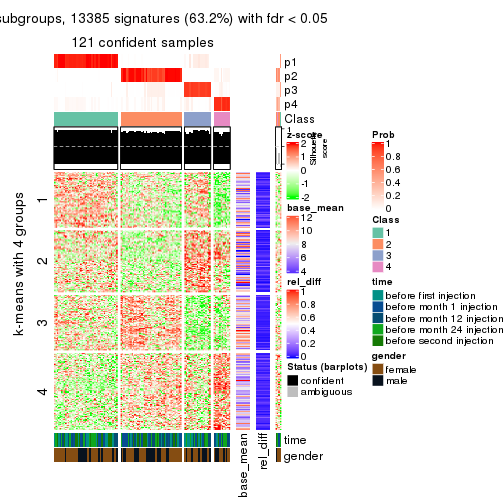 subgroups, 13385 signatures (63.2%) with fdr < 0.05
121 confident samples
p1
p2
p3
p4
Class
1
Silhouette
score
z-score
2
1
0
-1
-2
base_mean
12
10
8
6
4
rel_diff
1
0.8
0.6
0.4
0.2
0
Status (barplots)
confident
ambiguous
Prob
1
0.8
0.6
0.4
0.2
0
Class
1
2
3
4
time
before first injection
before month 1 injection
before month 12 injection
before month 24 injection
before second injection
gender
female
male
k-means with 4 groups
1
2
3
4
time
gender
base_mean
rel_diff